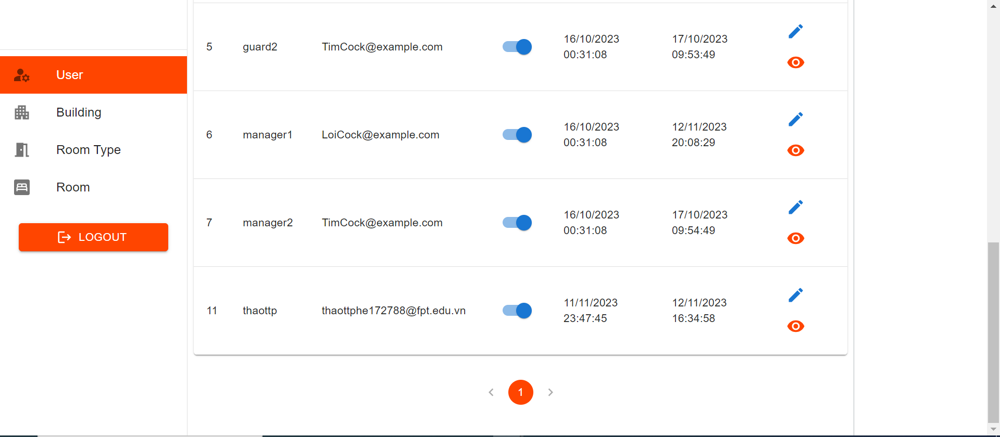 User
Building
Room Type
Room
LOGOUT
5 guard2 TimCock@example.com 16/10/2023 00:31:08 17/10/2023 09:53:49
6 manager1 LoiCock@example.com 16/10/2023 00:31:08 12/11/2023 20:08:29
7 manager2 TimCock@example.com 16/10/2023 00:31:08 17/10/2023 09:54:49
11 thaottp thaottphe172788@fpt.edu.vn 11/11/2023 23:47:45 12/11/2023 16:34:58
1